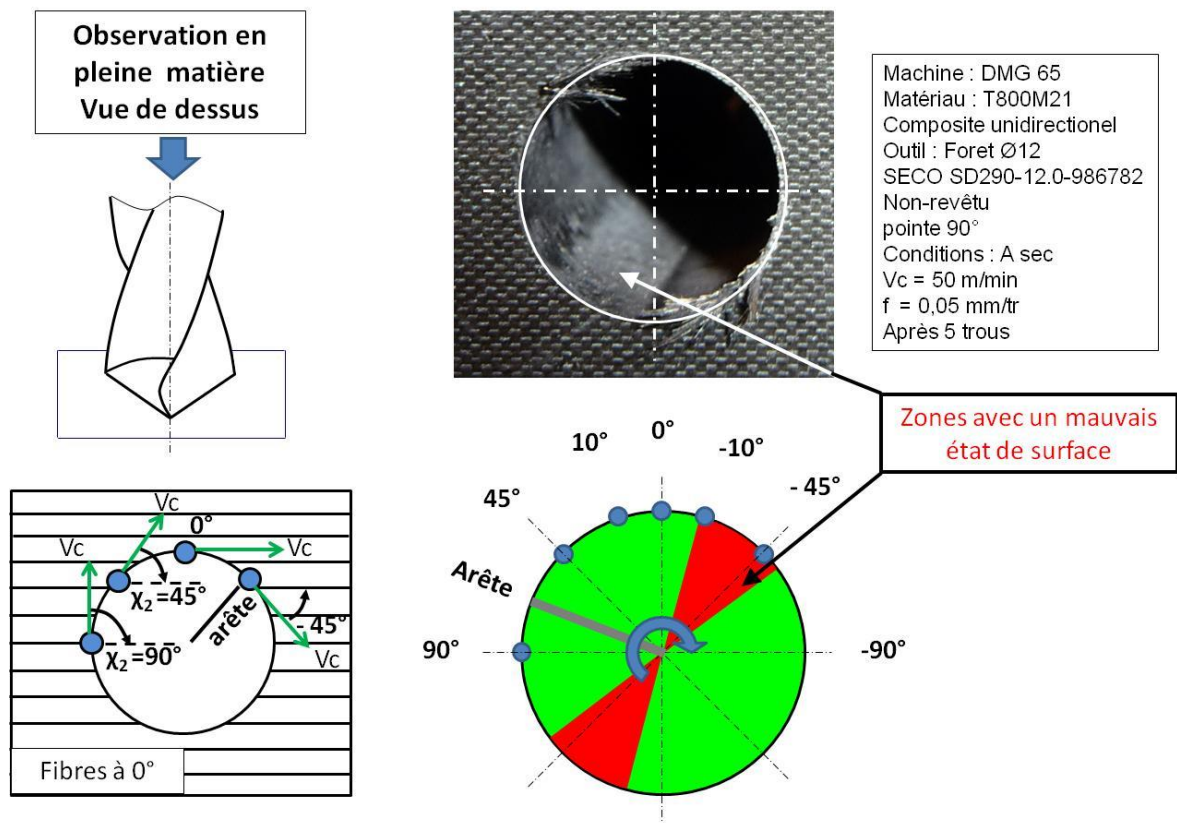 Observation en
pleine matière
Vue de dessus
Machine : DMG 65
Matériau : T800M21
Composite unidirectionel
Outil : Foret Ø12
SECO SD290-12.0-986782
Non-revêtu
pointe 90°
Conditions : A sec
Vc = 50 m/min
f = 0,05 mm/tr
Après 5 trous
Zones avec un mauvais
état de surface
Vc
0°
Vc
Vc
χ₂=45°
arête
- 45°
χ₂=90°
Vc
Fibres à 0°
10°
0°
-10°
45°
- 45°
Arête
90°
-90°